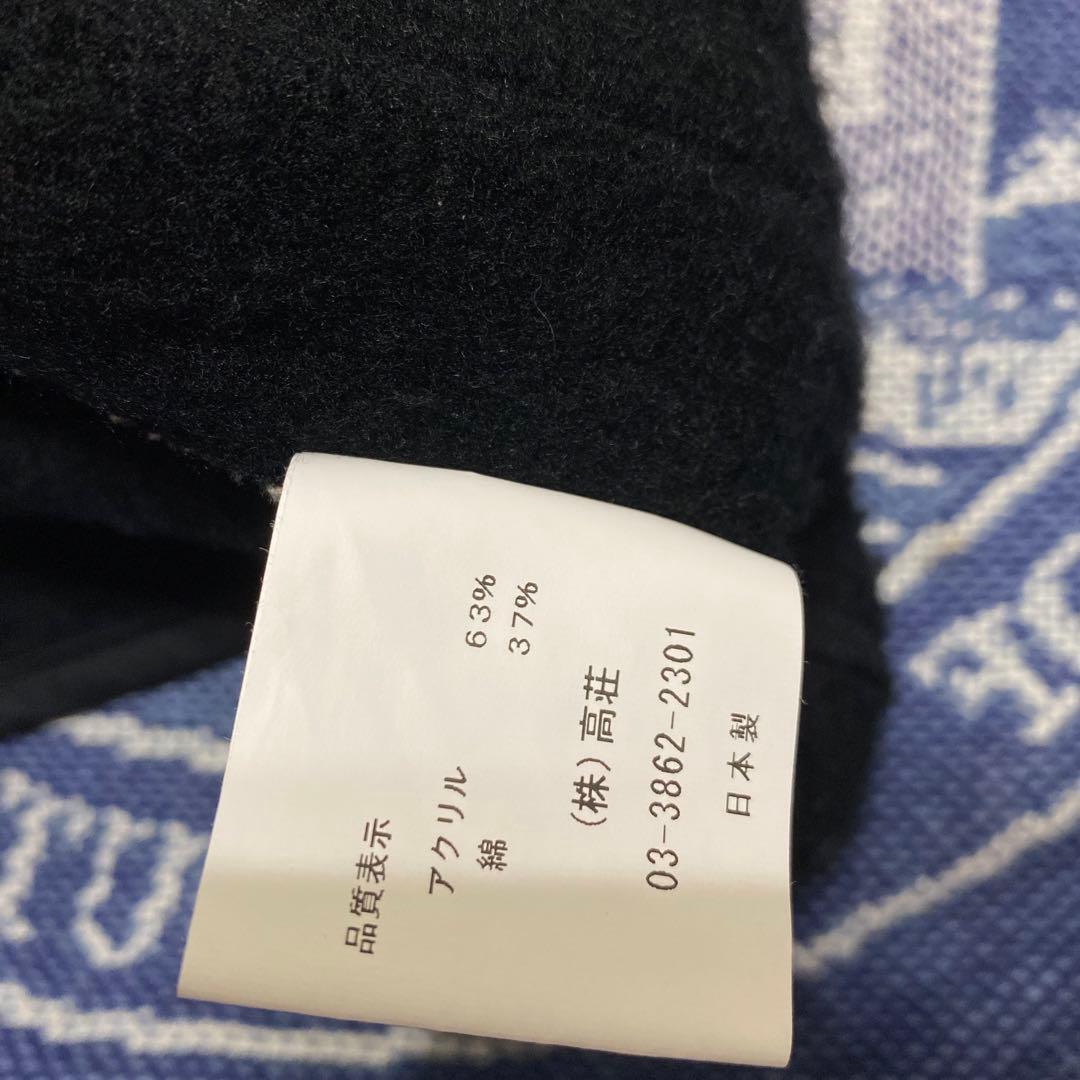 品質表示
アクリル 63%
綿 37%
(株)高荘
03-3862-2301
日本製